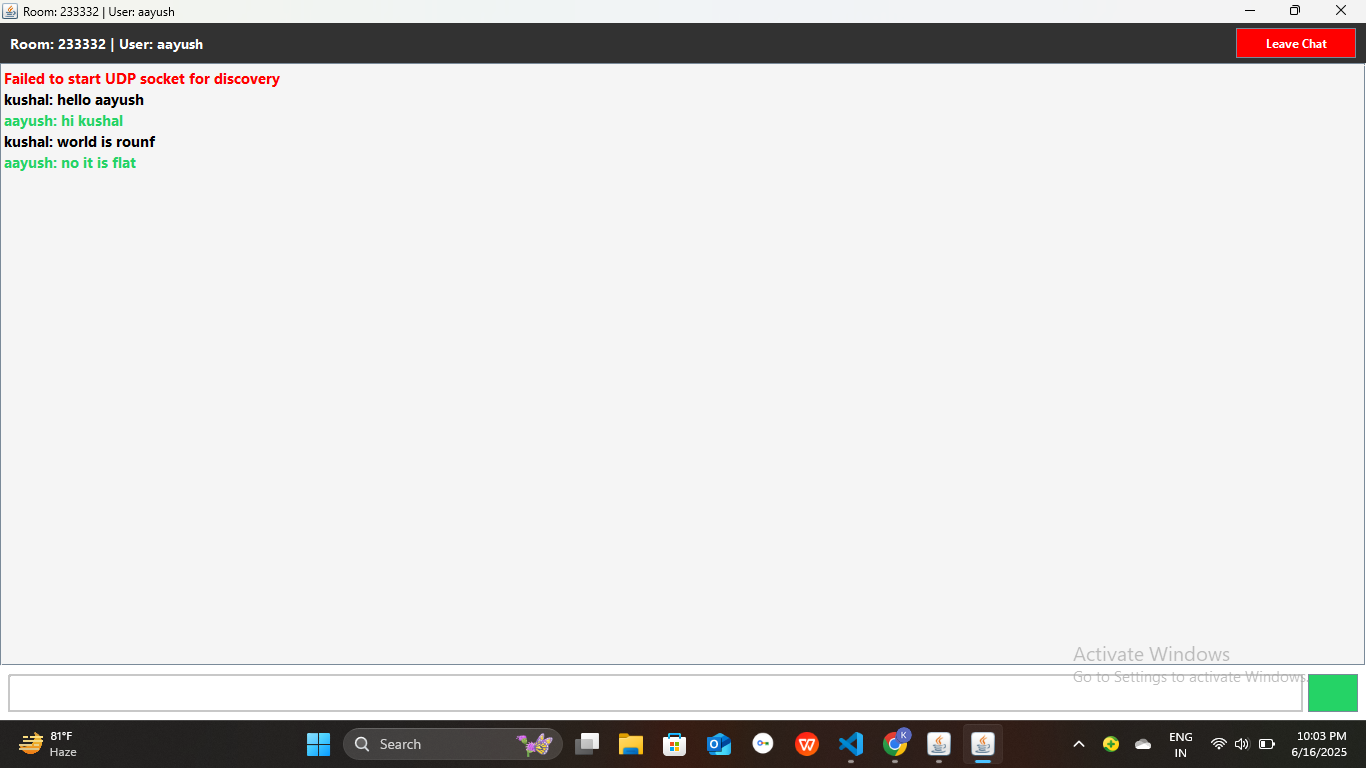 Room: 233332 | User: aayush
Room: 233332 | User: aayush
Leave Chat
Failed to start UDP socket for discovery
kushal: hello aayush
aayush: hi kushal
kushal: world is rounf
aayush: no it is flat
Activate Windows
Go to Settings to activate Windows.
81°F
Haze
Search
K
ENG
IN
10:03 PM
6/16/2025